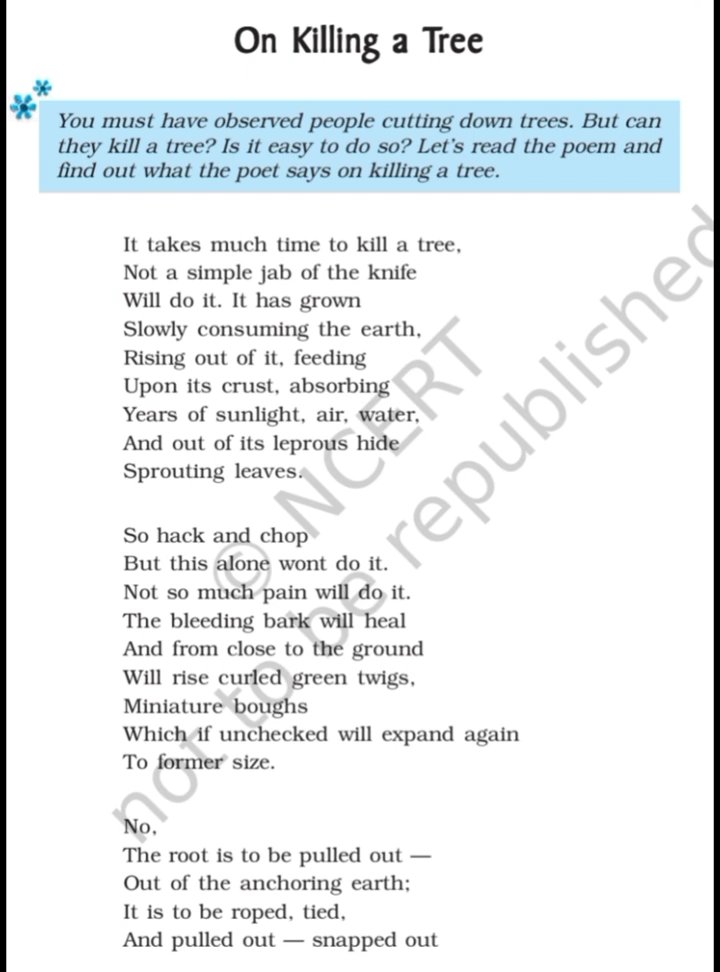 On Killing a Tree
You must have observed people cutting down trees. But can
they kill a tree? Is it easy to do so? Let's read the poem and
find out what the poet says on killing a tree.
It takes much time to kill a tree,
Not a simple jab of the knife
Will do it. It has grown
Slowly consuming the earth,
Rising out of it, feeding
Upon its crust, absorbing
Years of sunlight, air, water,
And out of its leprous hide
Sprouting leaves.
So hack and chop
But this alone wont do it.
Not so much pain will do it.
The bleeding bark will heal
And from close to the ground
Will rise curled green twigs,
Miniature boughs
Which if unchecked will expand again
To former size.
No,
The root is to be pulled out —
Out of the anchoring earth;
It is to be roped, tied,
And pulled out — snapped out
© NCERT
not to be republished